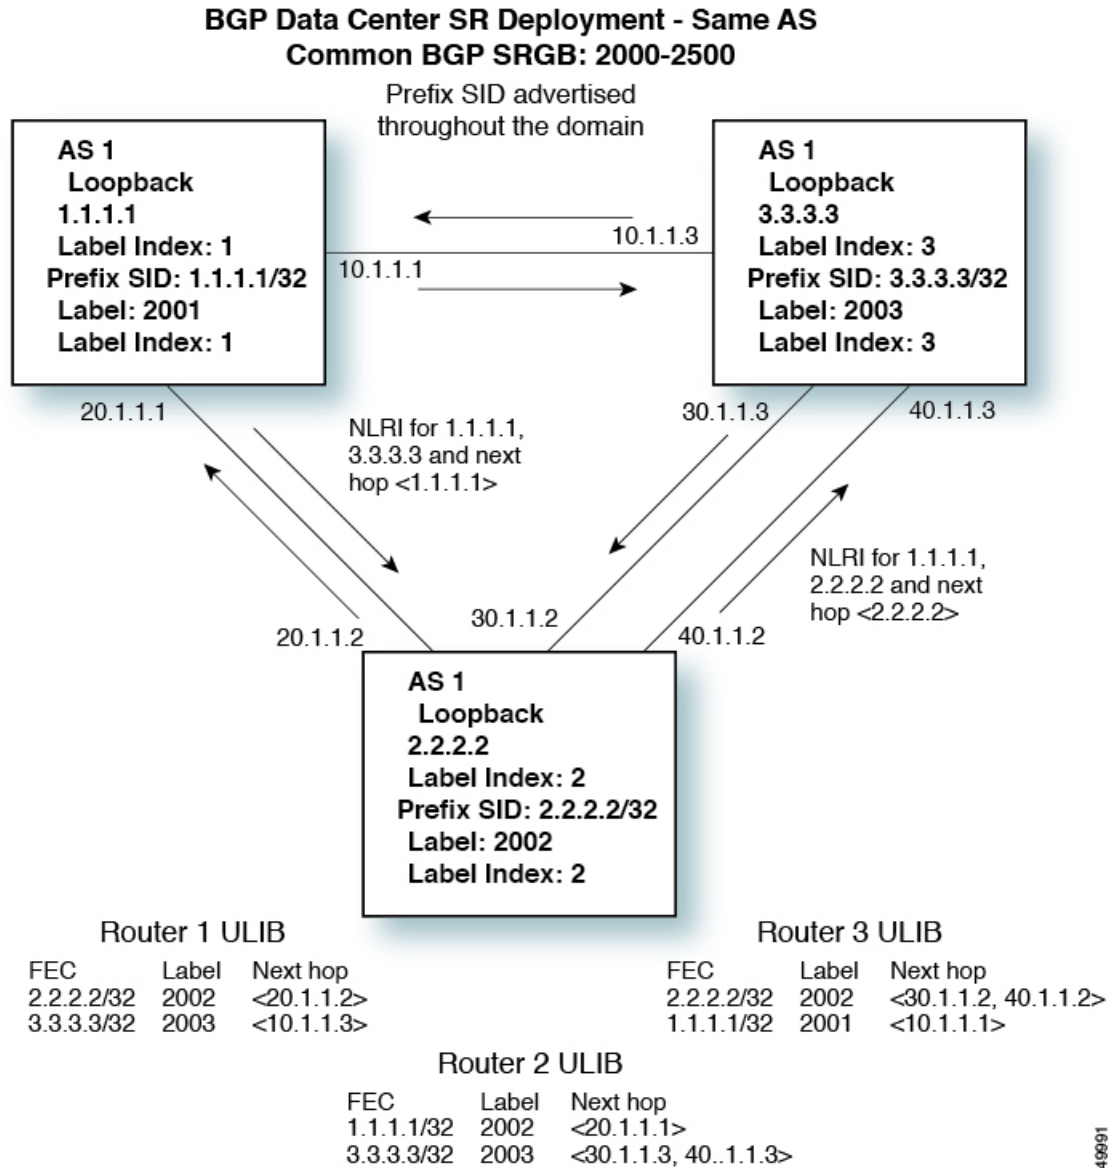 BGP Data Center SR Deployment - Same AS
Common BGP SRGB: 2000-2500
Prefix SID advertised
throughout the domain
AS 1
Loopback
1.1.1.1
Label Index: 1
Prefix SID: 1.1.1.1/32
Label: 2001
Label Index: 1
AS 1
Loopback
3.3.3.3
Label Index: 3
Prefix SID: 3.3.3.3/32
Label: 2003
Label Index: 3
10.1.1.3
10.1.1.1
20.1.1.1
NLRI for 1.1.1.1,
3.3.3.3 and next
hop <1.1.1.1>
30.1.1.3
40.1.1.3
NLRI for 1.1.1.1,
2.2.2.2 and next
hop <2.2.2.2>
20.1.1.2
30.1.1.2
40.1.1.2
AS 1
Loopback
2.2.2.2
Label Index: 2
Prefix SID: 2.2.2.2/32
Label: 2002
Label Index: 2
Router 1 ULIB
FEC Label Next hop
2.2.2.2/32 2002 <20.1.1.2>
3.3.3.3/32 2003 <10.1.1.3>
Router 3 ULIB
FEC Label Next hop
2.2.2.2/32 2002 <30.1.1.2, 40.1.1.2>
1.1.1.1/32 2001 <10.1.1.1>
Router 2 ULIB
FEC Label Next hop
1.1.1.1/32 2002 <20.1.1.1>
3.3.3.3/32 2003 <30.1.1.3, 40..1.1.3>
49991